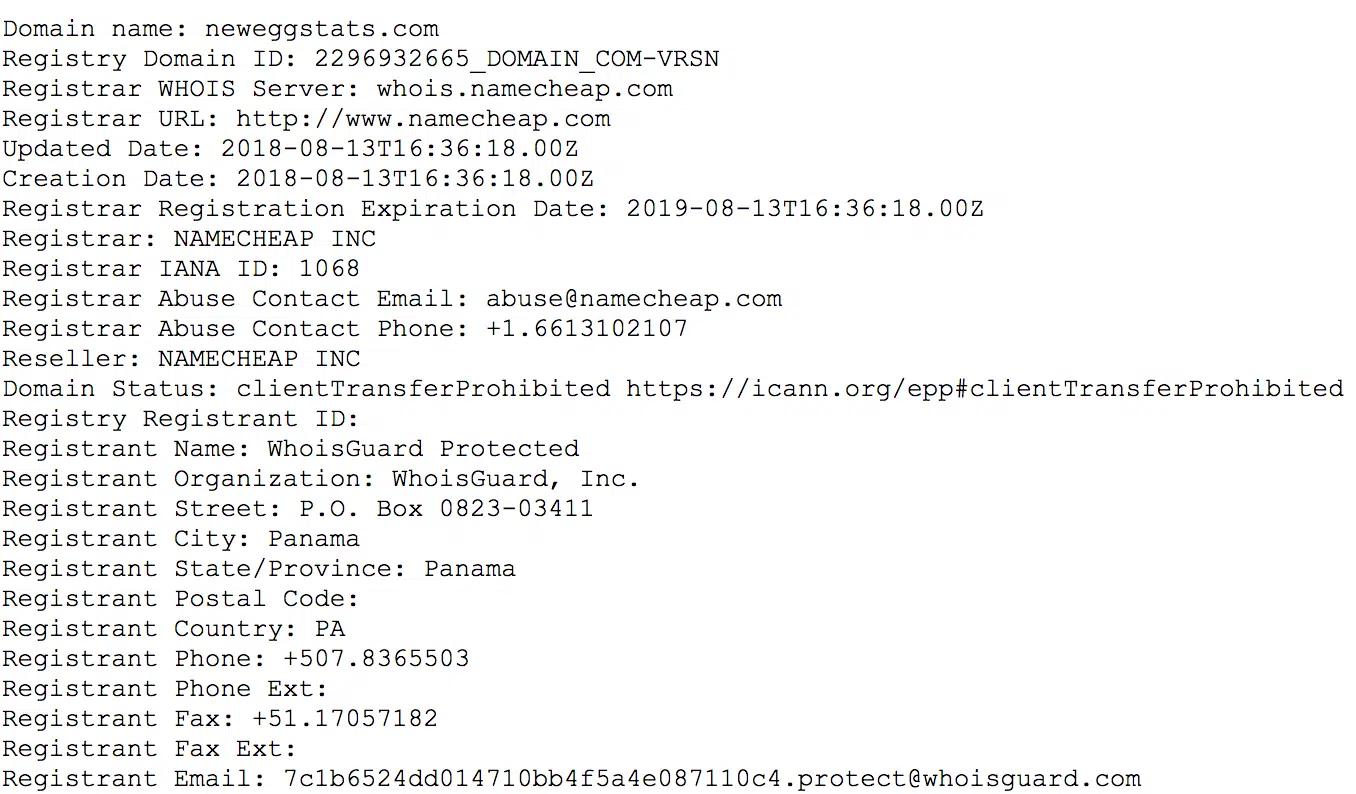 Domain name: neweggstats.com
Registry Domain ID: 2296932665_DOMAIN_COM-VRSN
Registrar WHOIS Server: whois.namecheap.com
Registrar URL: http://www.namecheap.com
Updated Date: 2018-08-13T16:36:18.00Z
Creation Date: 2018-08-13T16:36:18.00Z
Registrar Registration Expiration Date: 2019-08-13T16:36:18.00Z
Registrar: NAMECHEAP INC
Registrar IANA ID: 1068
Registrar Abuse Contact Email: abuse@namecheap.com
Registrar Abuse Contact Phone: +1.6613102107
Reseller: NAMECHEAP INC
Domain Status: clientTransferProhibited https://icann.org/epp#clientTransferProhibited
Registry Registrant ID:
Registrant Name: WhoisGuard Protected
Registrant Organization: WhoisGuard, Inc.
Registrant Street: P.O. Box 0823-03411
Registrant City: Panama
Registrant State/Province: Panama
Registrant Postal Code:
Registrant Country: PA
Registrant Phone: +507.8365503
Registrant Phone Ext:
Registrant Fax: +51.17057182
Registrant Fax Ext:
Registrant Email: 7c1b6524dd014710bb4f5a4e087110c4.protect@whoisguard.com